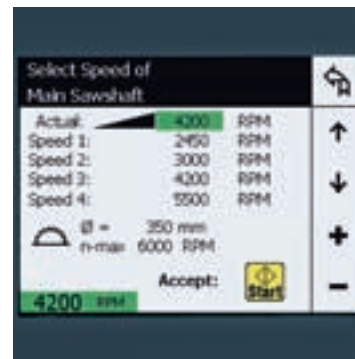 Select Speed of
Main Sawshaft
Actual: 4200 RPM
Speed 1: 2450 RPM
Speed 2: 3000 RPM
Speed 3: 4200 RPM
Speed 4: 5500 RPM
Ø = 350 mm
n-max 6000 RPM
Accept: Start
4200 RPM